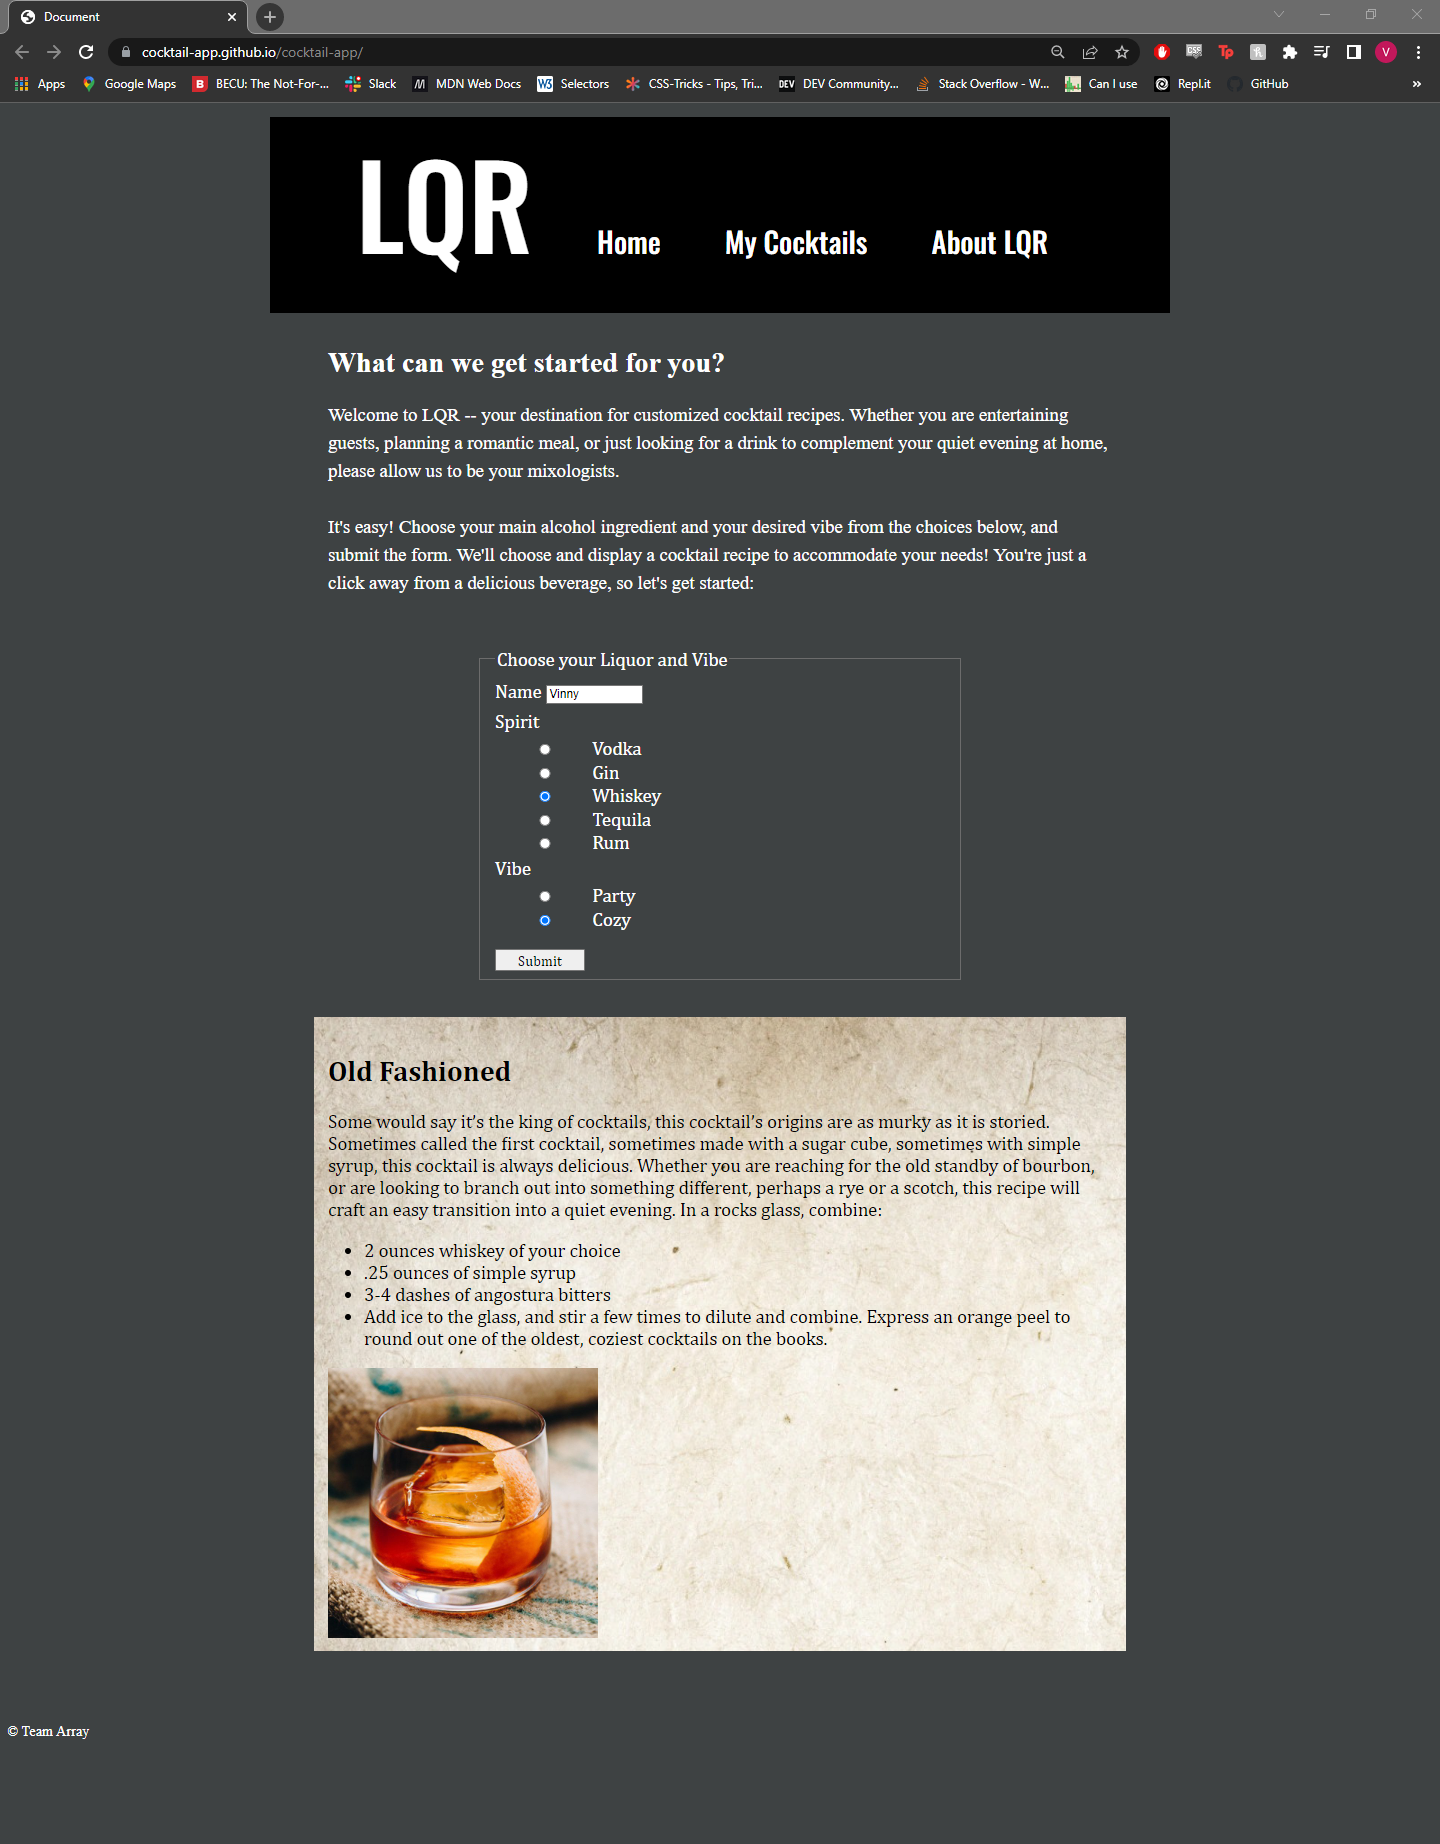 Document
cocktail-app.github.io/cocktail-app/
Apps Google Maps BECU: The Not-For-... Slack MDN Web Docs Selectors CSS-Tricks - Tips, Tri... DEV Community... Stack Overflow - W... Can I use Repl.it GitHub »
LQR Home My Cocktails About LQR
What can we get started for you?
Welcome to LQR -- your destination for customized cocktail recipes. Whether you are entertaining
guests, planning a romantic meal, or just looking for a drink to complement your quiet evening at home,
please allow us to be your mixologists.
It's easy! Choose your main alcohol ingredient and your desired vibe from the choices below, and
submit the form. We'll choose and display a cocktail recipe to accommodate your needs! You're just a
click away from a delicious beverage, so let's get started:
Choose your Liquor and Vibe
Name Vinny
Spirit
Vodka
Gin
Whiskey
Tequila
Rum
Vibe
Party
Cozy
Submit
Old Fashioned
Some would say it’s the king of cocktails, this cocktail’s origins are as murky as it is storied.
Sometimes called the first cocktail, sometimes made with a sugar cube, sometimes with simple
syrup, this cocktail is always delicious. Whether you are reaching for the old standby of bourbon,
or are looking to branch out into something different, perhaps a rye or a scotch, this recipe will
craft an easy transition into a quiet evening. In a rocks glass, combine:
• 2 ounces whiskey of your choice
• .25 ounces of simple syrup
• 3-4 dashes of angostura bitters
• Add ice to the glass, and stir a few times to dilute and combine. Express an orange peel to
round out one of the oldest, coziest cocktails on the books.
© Team Array